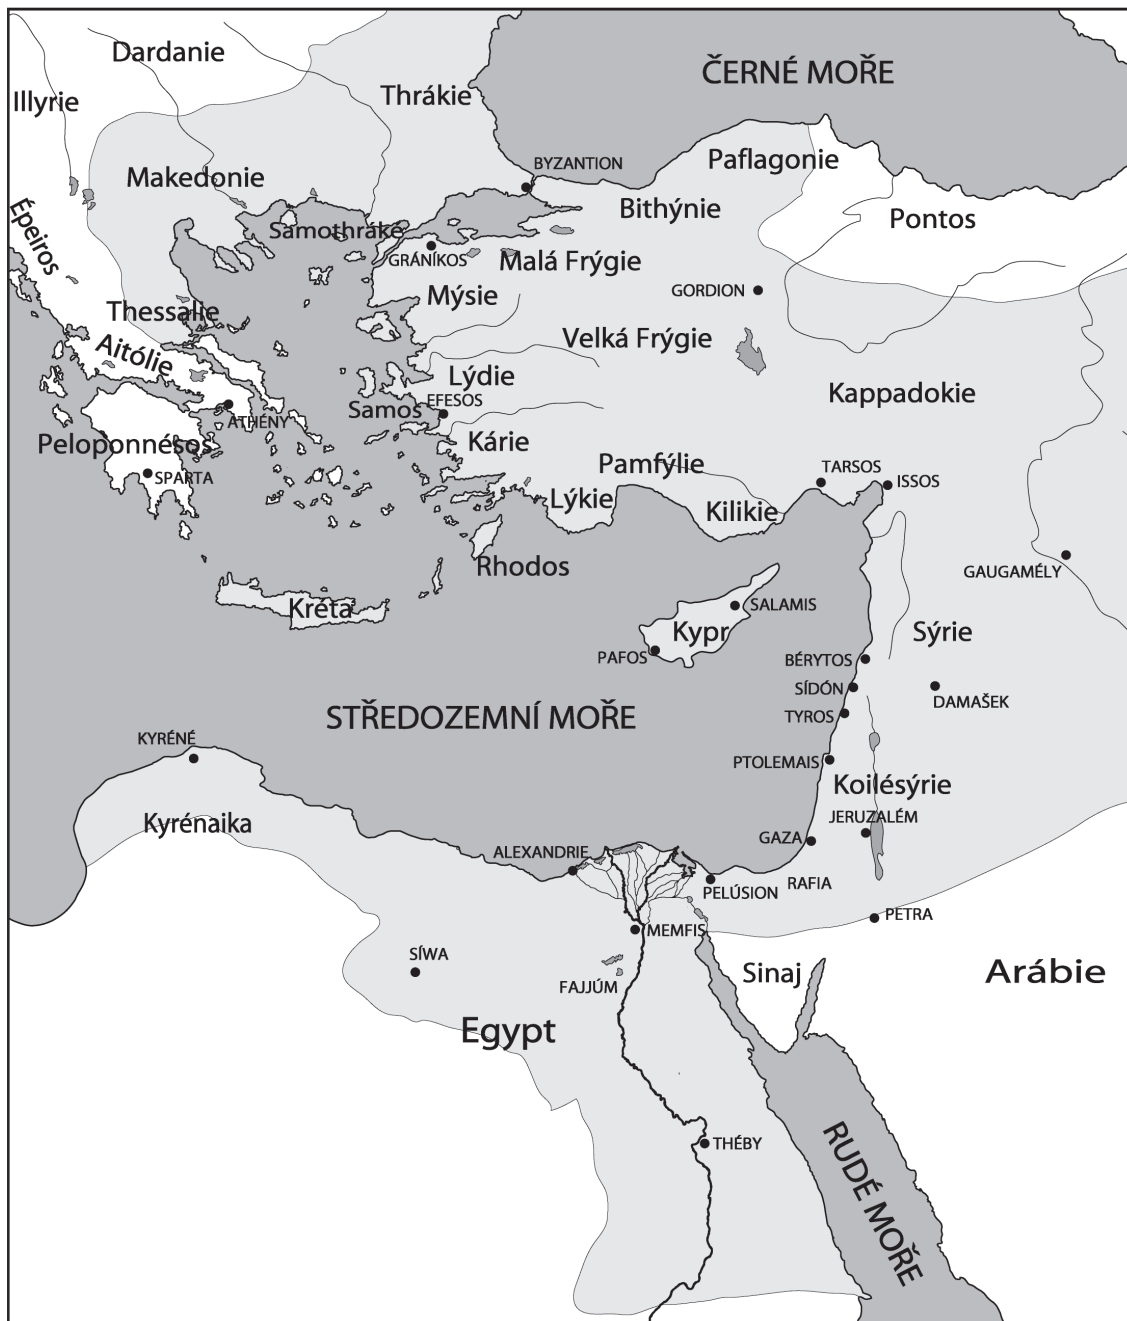 Dardanie
ČERNÉ MOŘE
Illyrie
Thrákie
BYZANTION
Paflagonie
Makedonie
Bithýnie
Pontos
Épeiros
Samothráké
GRÁNÍKOS
Malá Frýgie
Mýsie
GORDION
Thessalie
Velká Frýgie
Aitólie
Lýdie
Kappadokie
EFESOS
Samos
ATHÉNY
Peloponnésos
Kárie
SPARTA
Pamfýlie
TARSOS
ISSOS
Lýkie
Kilikie
Rhodos
GAUGAMÉLY
Kréta
SALAMIS
Kypr
Sýrie
PAFOS
BÉRYTOS
SÍDÓN
DAMAŠEK
STŘEDOZEMNÍ MOŘE
TYROS
KYRÉNÉ
PTOLEMAIS
Koilésýrie
Kyrénaika
JERUZALÉM
GAZA
ALEXANDRIE
PELÚSION
RAFIA
PETRA
MEMFIS
SÍWA
Sinaj
Arábie
FAJJÚM
Egypt
THÉBY
RUDÉ MOŘE